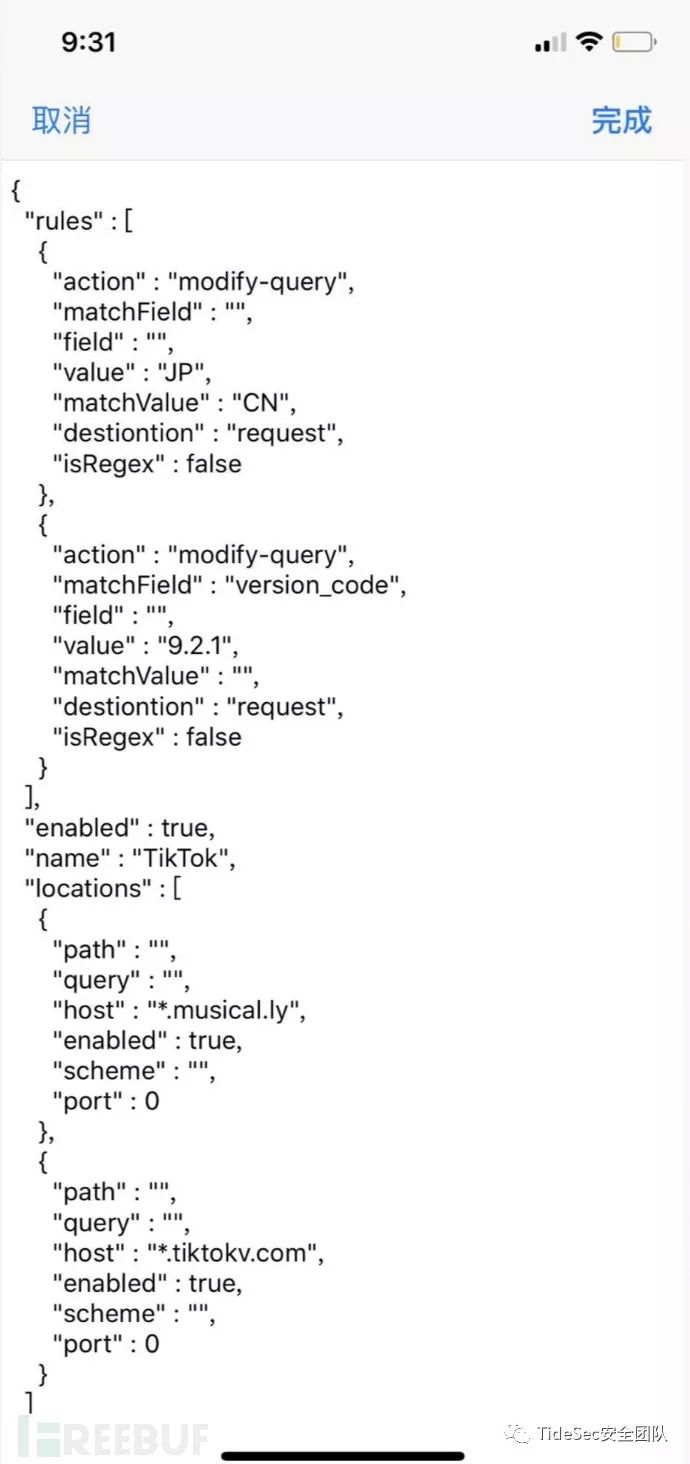 9:31
取消 完成
{
"rules" : [
{
"action" : "modify-query",
"matchField" : "",
"field" : "",
"value" : "JP",
"matchValue" : "CN",
"destiontion" : "request",
"isRegex" : false
},
{
"action" : "modify-query",
"matchField" : "version_code",
"field" : "",
"value" : "9.2.1",
"matchValue" : "",
"destiontion" : "request",
"isRegex" : false
}
],
"enabled" : true,
"name" : "TikTok",
"locations" : [
{
"path" : "",
"query" : "",
"host" : "*.musical.ly",
"enabled" : true,
"scheme" : "",
"port" : 0
},
{
"path" : "",
"query" : "",
"host" : "*.tiktokv.com",
"enabled" : true,
"scheme" : "",
"port" : 0
}
]
FREEBUF
TideSec安全团队